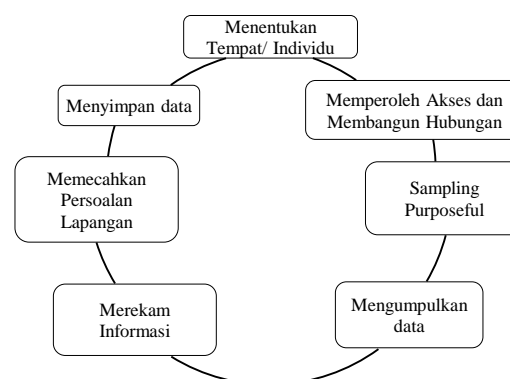 Menentukan
Tempat/ Individu
Memperoleh Akses dan
Membangun Hubungan
Sampling
Purposeful
Mengumpulkan
data
Merekam
Informasi
Memecahkan
Persoalan
Lapangan
Menyimpan data